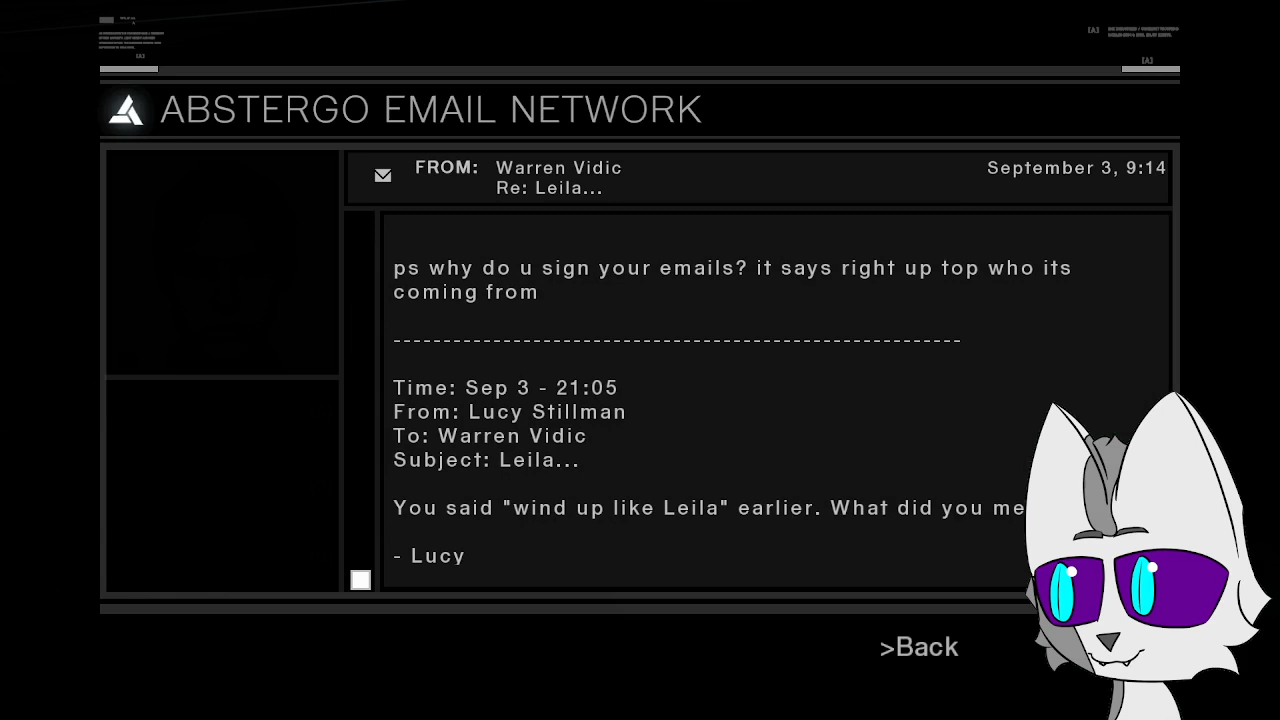 [A]
[A]
[A]
ABSTERGO EMAIL NETWORK
FROM: Warren Vidic
September 3, 9:14
Re: Leila...
ps why do u sign your emails? it says right up top who its
coming from
---------------------------------------------------------
Time: Sep 3 - 21:05
From: Lucy Stillman
To: Warren Vidic
Subject: Leila...
You said "wind up like Leila" earlier. What did you me
- Lucy
>Back